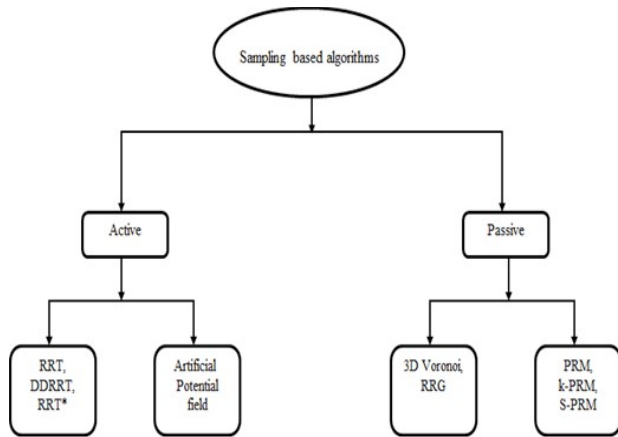 Sampling based algorithms
Active
Passive
RRT,
DDRRT,
RRT*
Artificial
Potential
field
3D Voronoi,
RRG
PRM,
k-PRM,
S-PRM